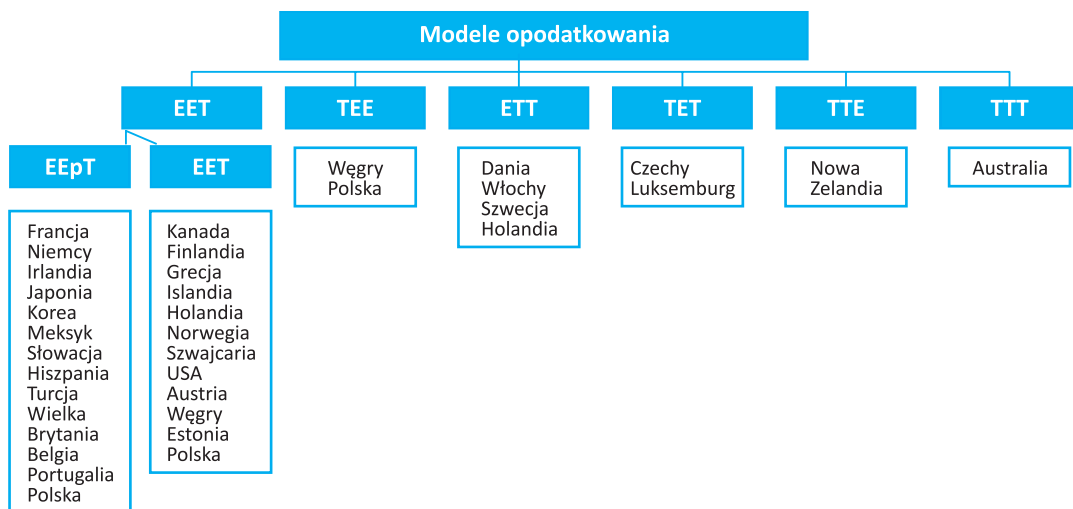 Modele opodatkowania
EET
TEE
ETT
TET
TTE
TTT
EEpT
EET
Francja
Niemcy
Irlandia
Japonia
Korea
Meksyk
Słowacja
Hiszpania
Turcja
Wielka
Brytania
Belgia
Portugalia
Polska
Kanada
Finlandia
Grecja
Islandia
Holandia
Norwegia
Szwajcaria
USA
Austria
Węgry
Estonia
Polska
Węgry
Polska
Dania
Włochy
Szwecja
Holandia
Czechy
Luksemburg
Nowa
Zelandia
Australia